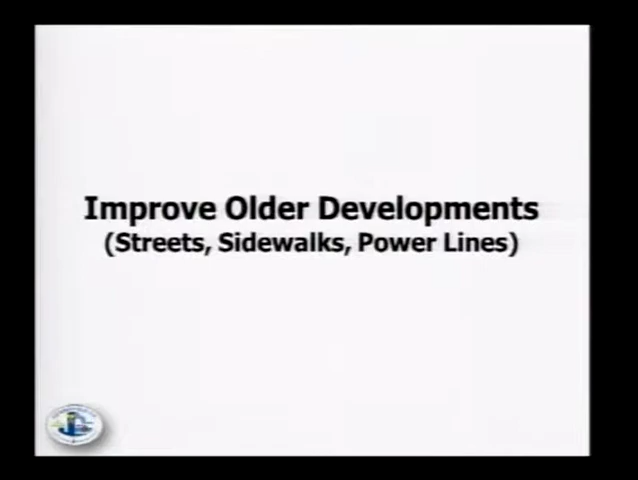 Improve Older Developments
(Streets, Sidewalks, Power Lines)